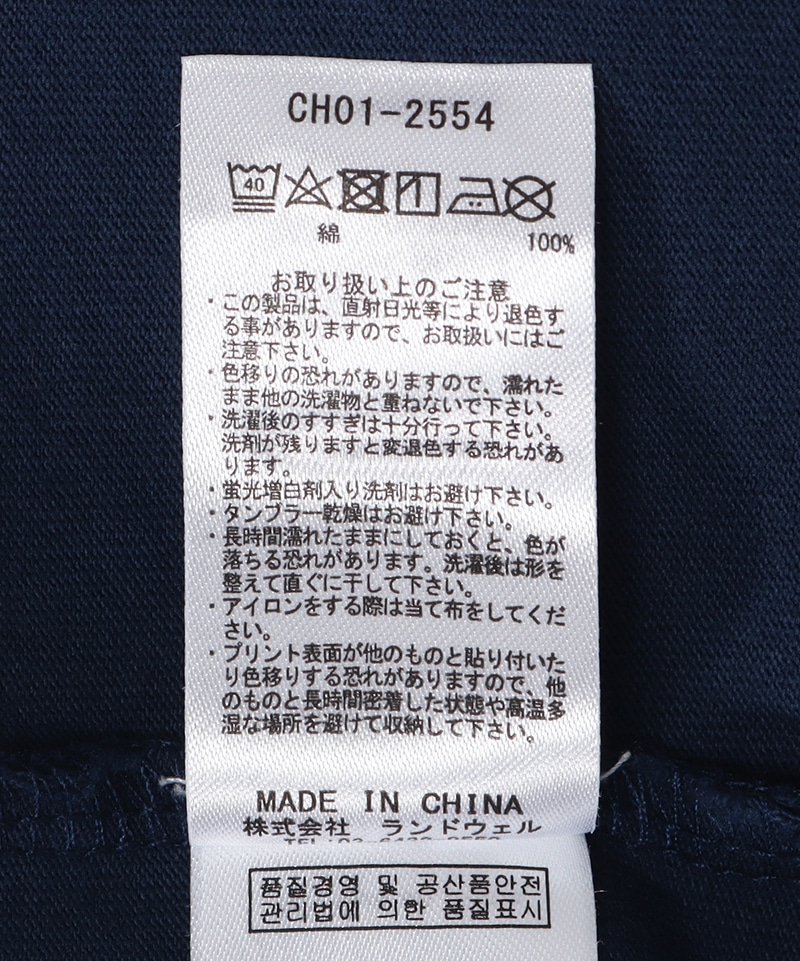 CH01-2554
40
綿
100%
お取り扱い上のご注意
・この製品は、直射日光等により退色す
る事がありますので、お取扱いにはご
注意下さい。
・色移りの恐れがありますので、濡れた
まま他の洗濯物と重ねないで下さい。
・洗濯後のすすぎは十分行って下さい。
洗剤が残りますと変退色する恐れがあ
ります。
・蛍光増白剤入り洗剤はお避け下さい。
・タンブラー乾燥はお避け下さい。
・長時間濡れたままにしておくと、色が
落ちる恐れがあります。洗濯後は形を
整えて直ぐに干して下さい。
・アイロンをする際は当て布をしてくだ
さい。
・プリント表面が他のものと貼り付いた
り色移りする恐れがありますので、他
のものと長時間密着した状態や高温多
湿な場所を避けて収納して下さい。
MADE IN CHINA
株式会社 ランドウェル
품질경영 및 공산품안전
관리법에 의한 품질표시